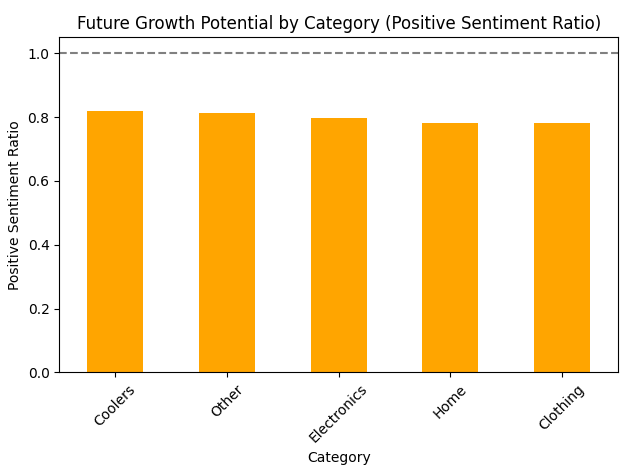 Future Growth Potential by Category (Positive Sentiment Ratio)
Positive Sentiment Ratio
1.0
0.8
0.6
0.4
0.2
0.0
Coolers
Other
Electronics
Home
Clothing
Category